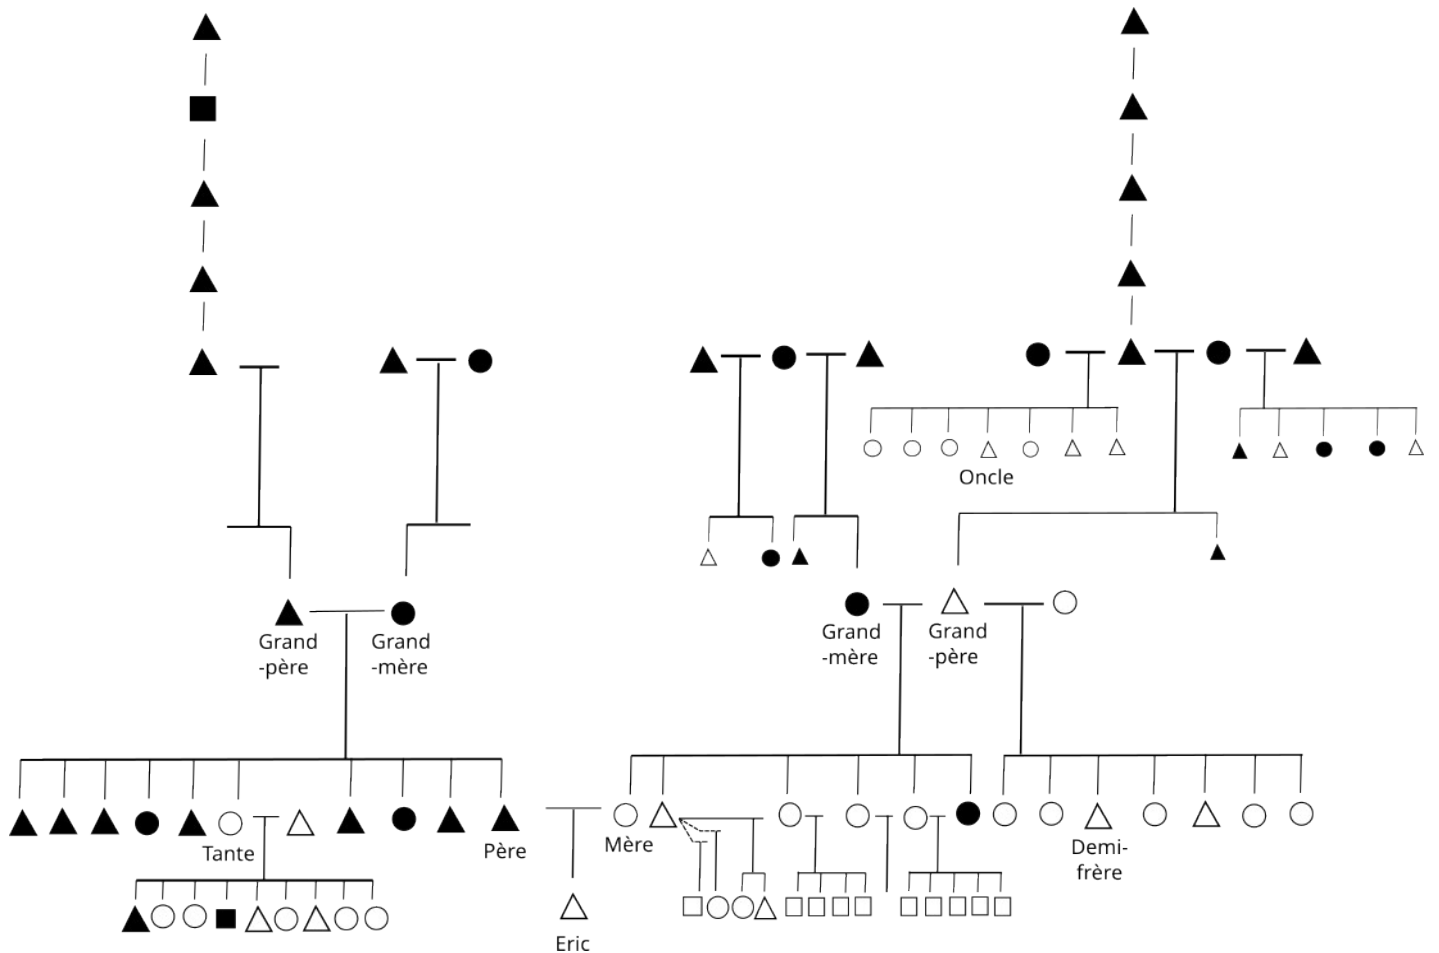 Oncle
Grand
-père
Grand
-mère
Grand
-mère
Grand
-père
Tante
Père
Mère
Demi-
frère
Eric